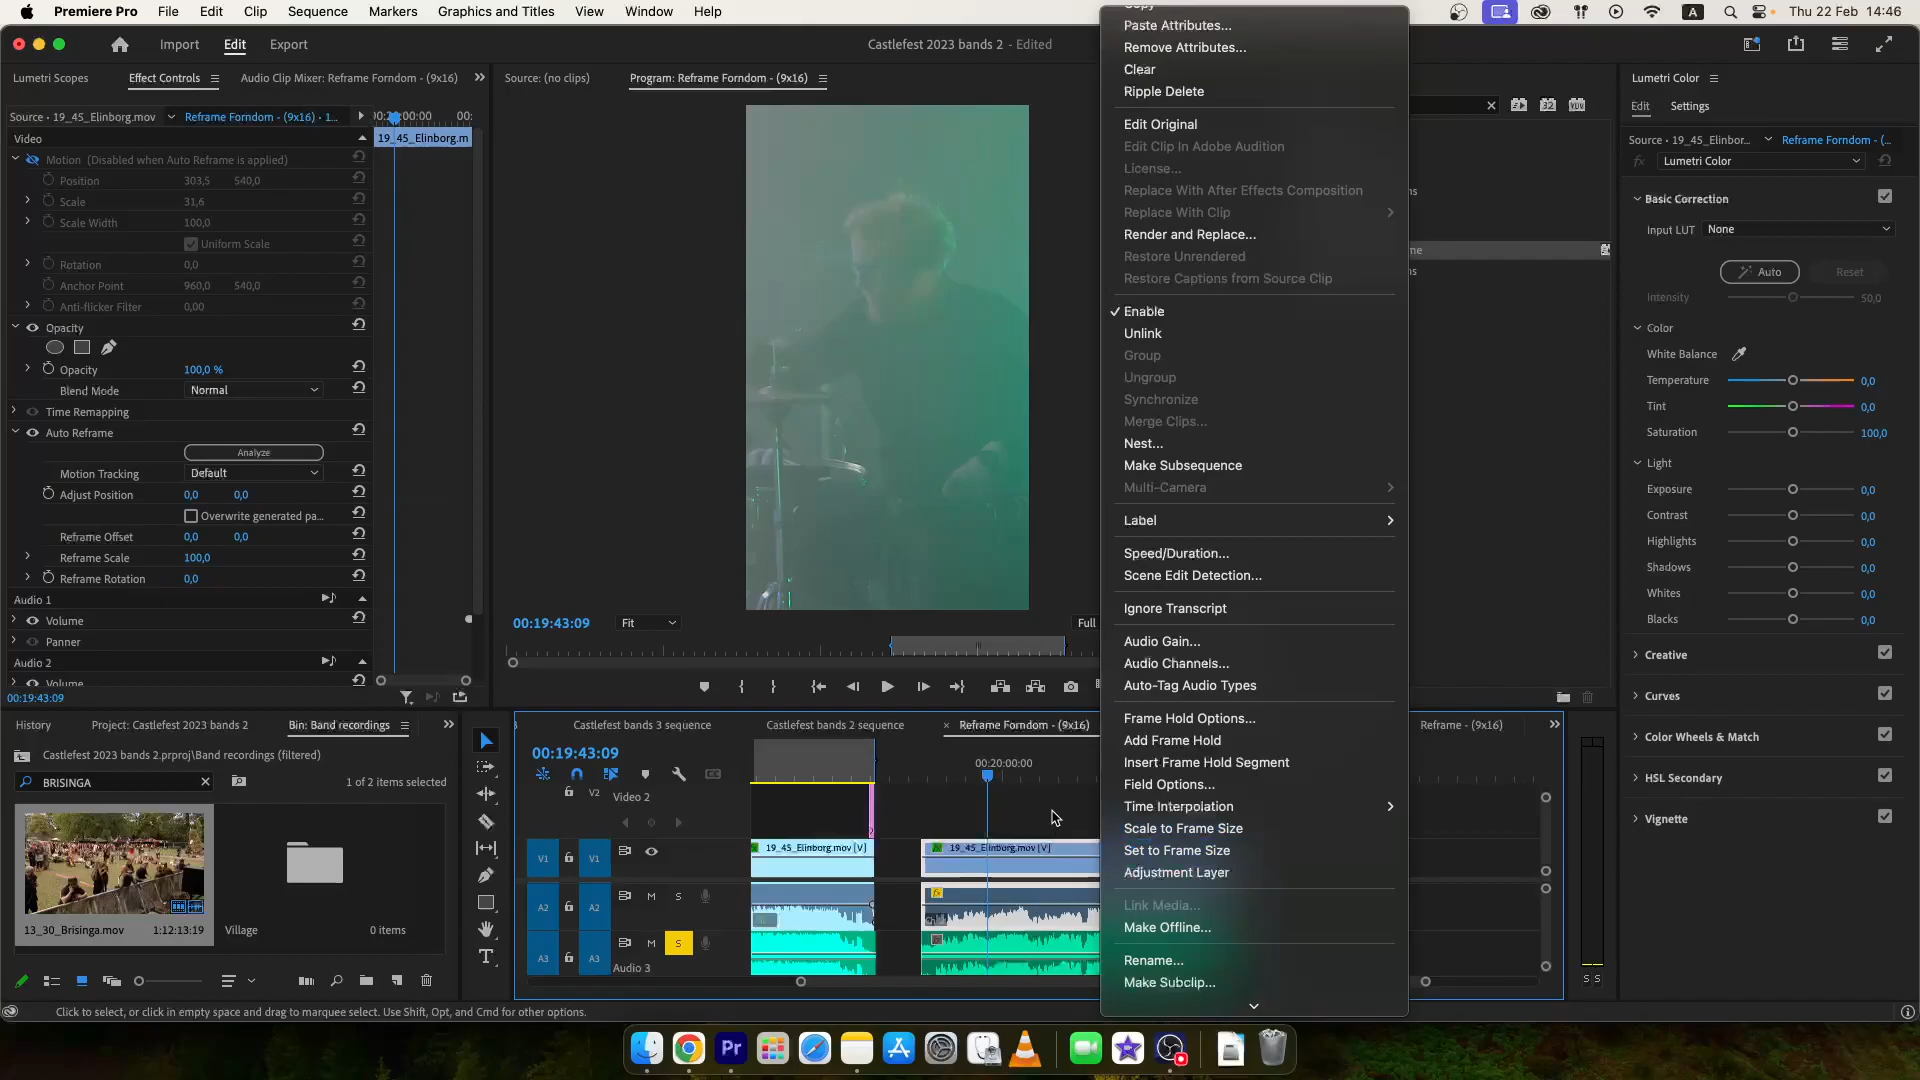 Premiere Pro File Edit Clip Sequence Markers Graphics and Titles View Window Help A Thu 22 Feb 14:46
Import Edit Export Castlefest 2023 bands 2 - Edited
Lumetri Scopes Effect Controls Audio Clip Mixer: Reframe Forndom - (9x16)
Source • 19_45_Elinborg.mov Reframe Forndom - (9x16) • 1...
19_45_Elinborg.m
Video
Motion (Disabled when Auto Reframe is applied)
Position 303,5 540,0
Scale 31,6
Scale Width 100,0
Uniform Scale
Rotation 0,0
Anchor Point 960,0 540,0
Anti-flicker Filter 0,00
Opacity
Opacity 100,0 %
Blend Mode Normal
Time Remapping
Auto Reframe
Analyze
Motion Tracking Default
Adjust Position 0,0 0,0
Overwrite generated pa...
Reframe Offset 0,0 0,0
Reframe Scale 100,0
Reframe Rotation 0,0
Audio 1
Volume
Panner
Audio 2
Volume
00:19:43:09
Source: (no clips) Program: Reframe Forndom - (9x16)
00:19:43:09 Fit Full
Paste Attributes...
Remove Attributes...
Clear
Ripple Delete
Edit Original
Edit Clip In Adobe Audition
License...
Replace With After Effects Composition
Replace With Clip
Render and Replace...
Restore Unrendered
Restore Captions from Source Clip
Enable
Unlink
Group
Ungroup
Synchronize
Merge Clips...
Nest...
Make Subsequence
Multi-Camera
Label
Speed/Duration...
Scene Edit Detection...
Ignore Transcript
Audio Gain...
Audio Channels...
Auto-Tag Audio Types
Frame Hold Options...
Add Frame Hold
Insert Frame Hold Segment
Field Options...
Time Interpolation
Scale to Frame Size
Set to Frame Size
Adjustment Layer
Link Media...
Make Offline...
Rename...
Make Subclip...
Lumetri Color
Edit Settings
Source • 19_45_Elinbor... Reframe Forndom - (...
fx Lumetri Color
Basic Correction
Input LUT None
Auto Reset
Intensity 50,0
Color
White Balance
Temperature 0,0
Tint 0,0
Saturation 100,0
Light
Exposure 0,0
Contrast 0,0
Highlights 0,0
Shadows 0,0
Whites 0,0
Blacks 0,0
Creative
Curves
Color Wheels & Match
HSL Secondary
Vignette
History Project: Castlefest 2023 bands 2 Bin: Band recordings
Castlefest 2023 bands 2.prproj\Band recordings (filtered)
BRISINGA 1 of 2 items selected
13_30_Brisinga.mov 1:12:13:19 Village 0 items
Castlefest bands 3 sequence Castlefest bands 2 sequence Reframe Forndom - (9x16) Reframe - (9x16)
00:19:43:09
00:20:00:00
V2 Video 2
V1 V1 19_45_Elinborg.mov [V] 19_45_Elinborg.mov [V]
A2 A2 M S
A3 A3 M S
Audio 3
S S
Click to select, or click in empty space and drag to marquee select. Use Shift, Opt, and Cmd for other options.
Pr